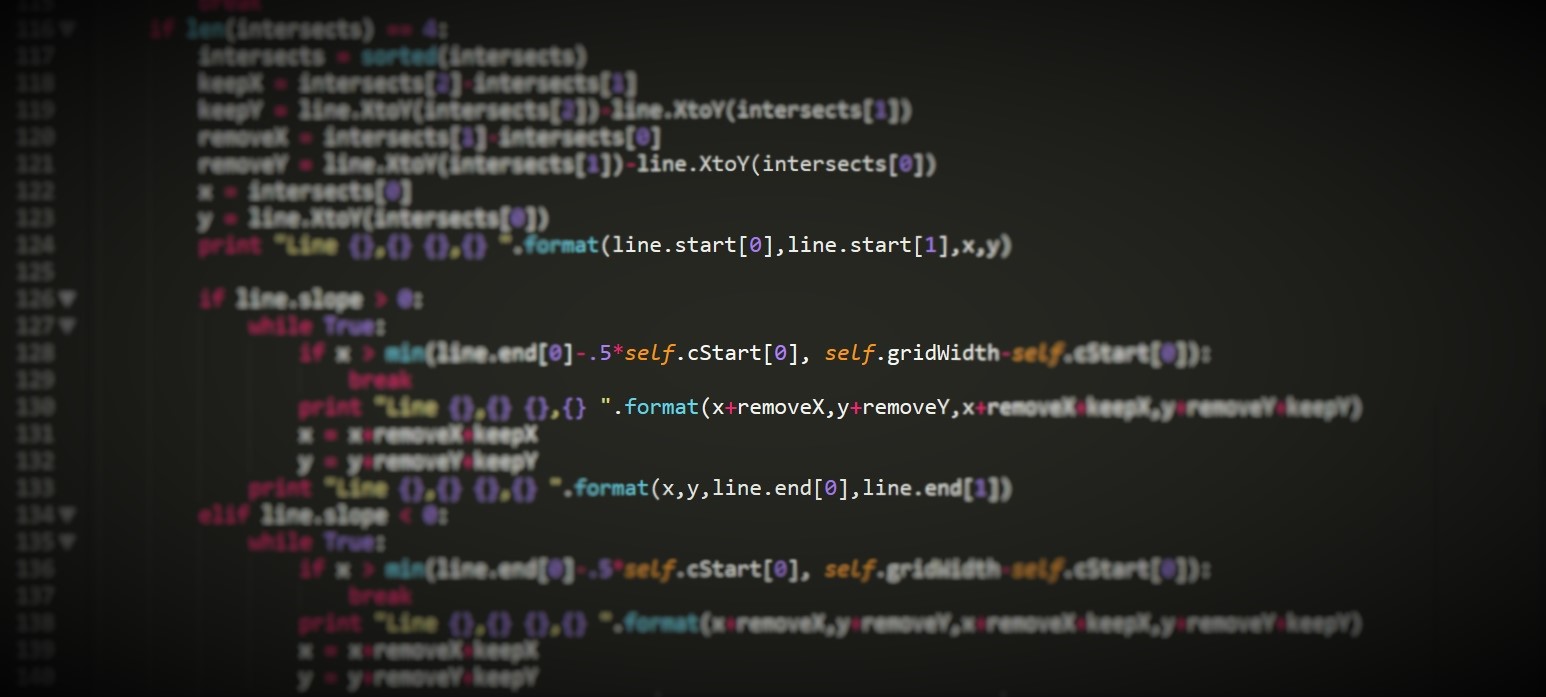 break
116 if len(intersects) == 4:
117 intersects = sorted(intersects)
118 keepX = intersects[2]-intersects[1]
119 keepY = line.XtoY(intersects[2])-line.XtoY(intersects[1])
120 removeX = intersects[1]-intersects[0]
121 removeY = line.XtoY(intersects[1])-line.XtoY(intersects[0])
122 x = intersects[0]
123 y = line.XtoY(intersects[0])
124 print "Line {},{} {},{} ".format(line.start[0],line.start[1],x,y)
125
126 if line.slope > 0:
127 while True:
128 if x > min(line.end[0]-.5*self.cStart[0], self.gridWidth-self.cStart[0]):
129 break
130 print "Line {},{} {},{} ".format(x+removeX,y+removeY,x+removeX+keepX,y+removeY+keepY)
131 x = x+removeX+keepX
132 y = y+removeY+keepY
133 print "Line {},{} {},{} ".format(x,y,line.end[0],line.end[1])
134 elif line.slope < 0:
135 while True:
136 if x > min(line.end[0]-.5*self.cStart[0], self.gridWidth-self.cStart[0]):
137 break
138 print "Line {},{} {},{} ".format(x+removeX,y+removeY,x+removeX+keepX,y+removeY+keepY)
139 x = x+removeX+keepX
140 y = y+removeY+keepY